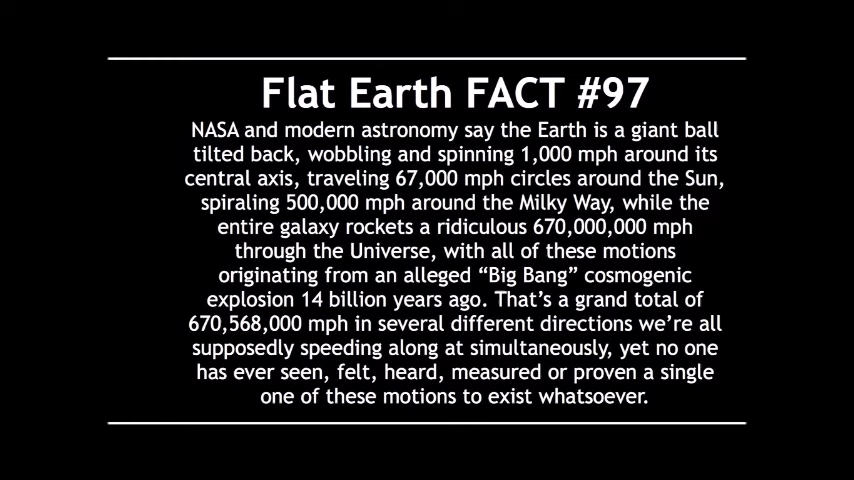 Flat Earth FACT #97
NASA and modern astronomy say the Earth is a giant ball
tilted back, wobbling and spinning 1,000 mph around its
central axis, traveling 67,000 mph circles around the Sun,
spiraling 500,000 mph around the Milky Way, while the
entire galaxy rockets a ridiculous 670,000,000 mph
through the Universe, with all of these motions
originating from an alleged “Big Bang” cosmogenic
explosion 14 billion years ago. That’s a grand total of
670,568,000 mph in several different directions we’re all
supposedly speeding along at simultaneously, yet no one
has ever seen, felt, heard, measured or proven a single
one of these motions to exist whatsoever.